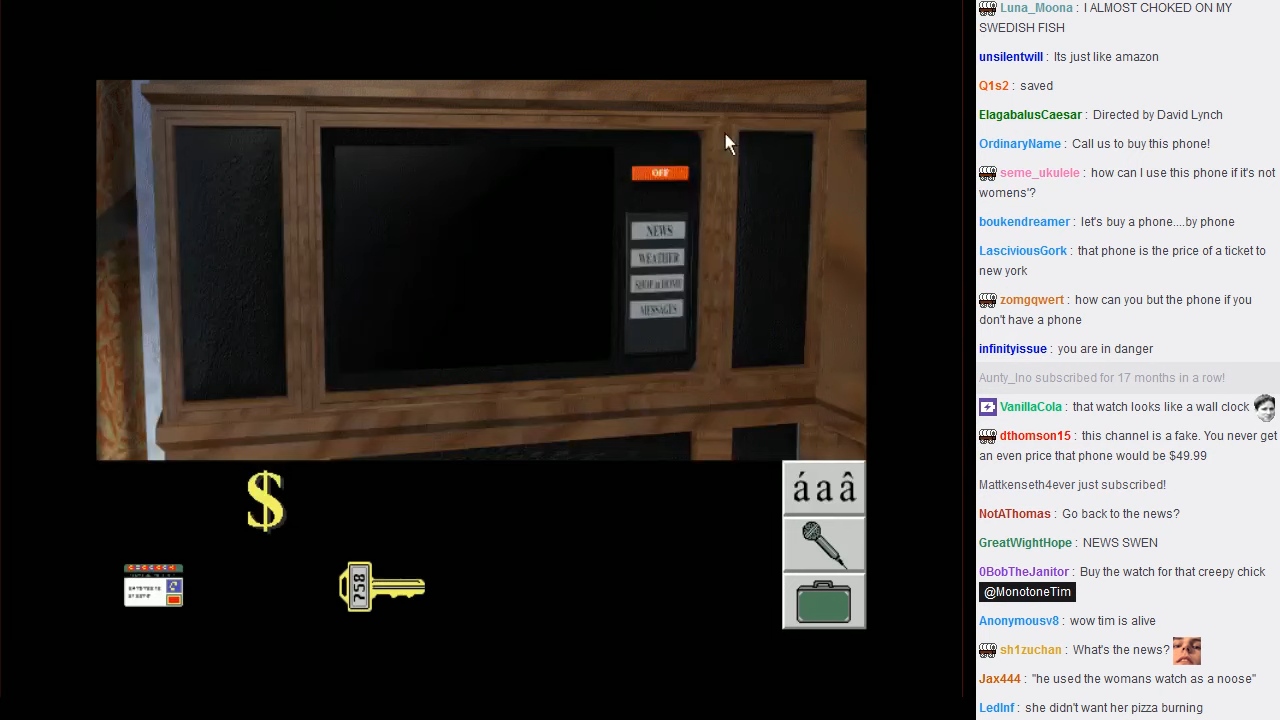 OFF
NEWS
WEATHER
SHOP at HOME
MESSAGES
$
758
á a â
Luna_Moona : I ALMOST CHOKED ON MY
SWEDISH FISH
unsilentwill : Its just like amazon
Q1s2 : saved
ElagabalusCaesar : Directed by David Lynch
OrdinaryName : Call us to buy this phone!
seme_ukulele : how can I use this phone if it's not
womens'?
boukendreamer : let's buy a phone....by phone
LasciviousGork : that phone is the price of a ticket to
new york
zomgqwert : how can you but the phone if you
don't have a phone
infinityissue : you are in danger
Aunty_Ino subscribed for 17 months in a row!
VanillaCola : that watch looks like a wall clock
dthomson15 : this channel is a fake. You never get
an even price that phone would be $49.99
Mattkenseth4ever just subscribed!
NotAThomas : Go back to the news?
GreatWightHope : NEWS SWEN
0BobTheJanitor : Buy the watch for that creepy chick
@MonotoneTim
Anonymousv8 : wow tim is alive
sh1zuchan : What's the news?
Jax444 : "he used the womans watch as a noose"
LedInf : she didn't want her pizza burning